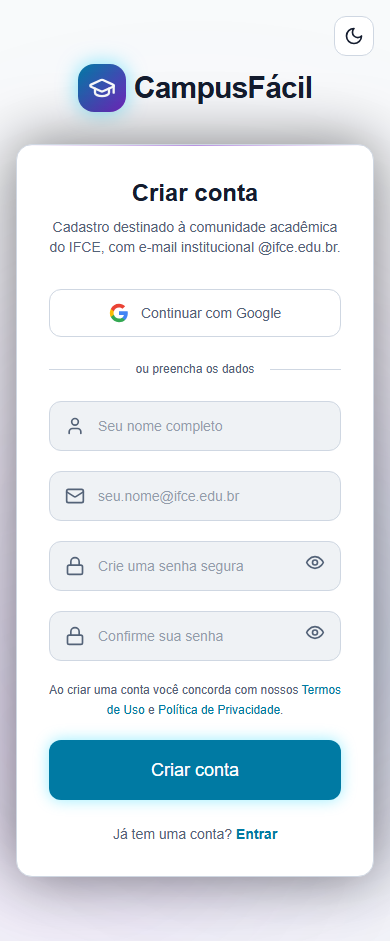 CampusFácil
Criar conta
Cadastro destinado à comunidade acadêmica
do IFCE, com e-mail institucional @ifce.edu.br.
Continuar com Google
ou preencha os dados
Seu nome completo
seu.nome@ifce.edu.br
Crie uma senha segura
Confirme sua senha
Ao criar uma conta você concorda com nossos Termos
de Uso e Política de Privacidade.
Criar conta
Já tem uma conta? Entrar